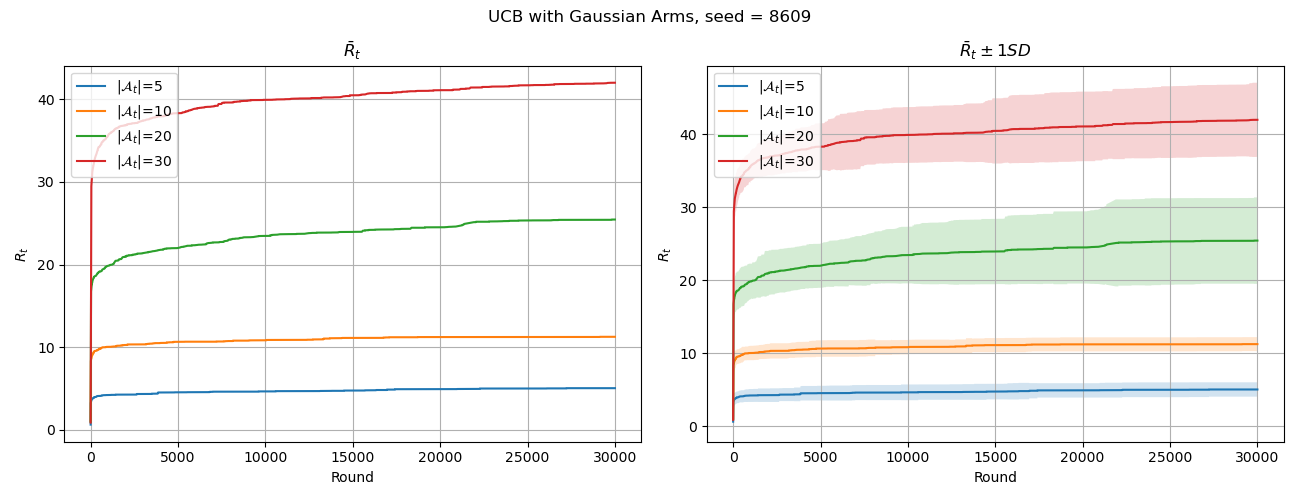 UCB with Gaussian Arms, seed = 8609
R̄ₜ
Rₜ
40
30
20
10
0
|𝒜ₜ|=5
|𝒜ₜ|=10
|𝒜ₜ|=20
|𝒜ₜ|=30
0 5000 10000 15000 20000 25000 30000
Round
R̄ₜ ± 1SD
Rₜ
40
30
20
10
0
|𝒜ₜ|=5
|𝒜ₜ|=10
|𝒜ₜ|=20
|𝒜ₜ|=30
0 5000 10000 15000 20000 25000 30000
Round